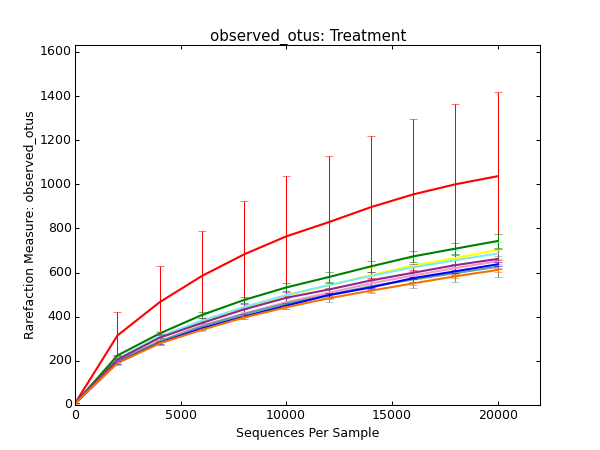 observed_otus: Treatment
1600
1400
1200
1000
800
600
400
200
0
Rarefaction Measure: observed_otus
0 5000 10000 15000 20000
Sequences Per Sample